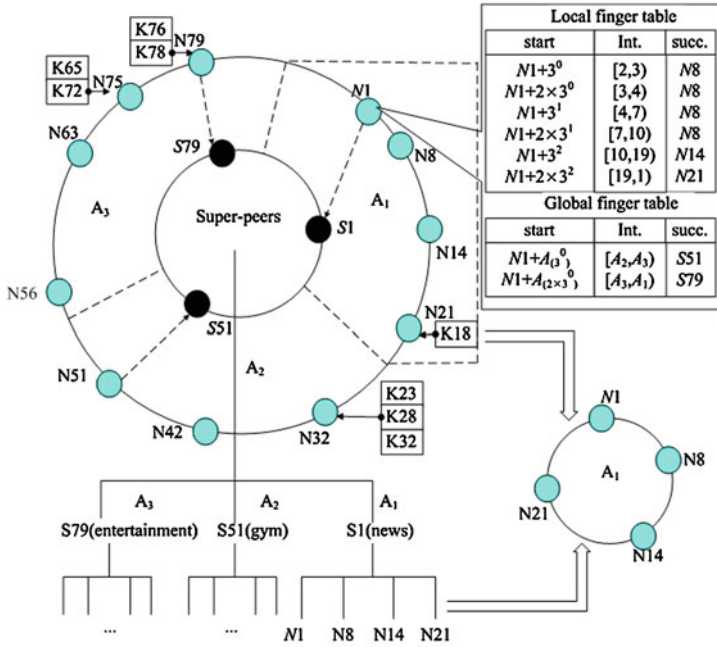 Local finger table
start Int. succ.
N1+3^0 [2,3) N8
N1+2×3^0 [3,4) N8
N1+3^1 [4,7) N8
N1+2×3^1 [7,10) N8
N1+3^2 [10,19) N14
N1+2×3^2 [19,1) N21
Global finger table
start Int. succ.
N1+A(3^0) [A2,A3) S51
N1+A(2×3^0) [A3,A1) S79
K76
K78
N79
K65
K72
N75
N63
N56
N51
N42
N32
K23
K28
K32
N21
K18
N14
N8
N1
S79
S1
S51
Super-peers
A3
A1
A2
A3
A2
A1
S79(entertainment)
S51(gym)
S1(news)
...
...
N1 N8 N14 N21
N1
N8
A1
N21
N14